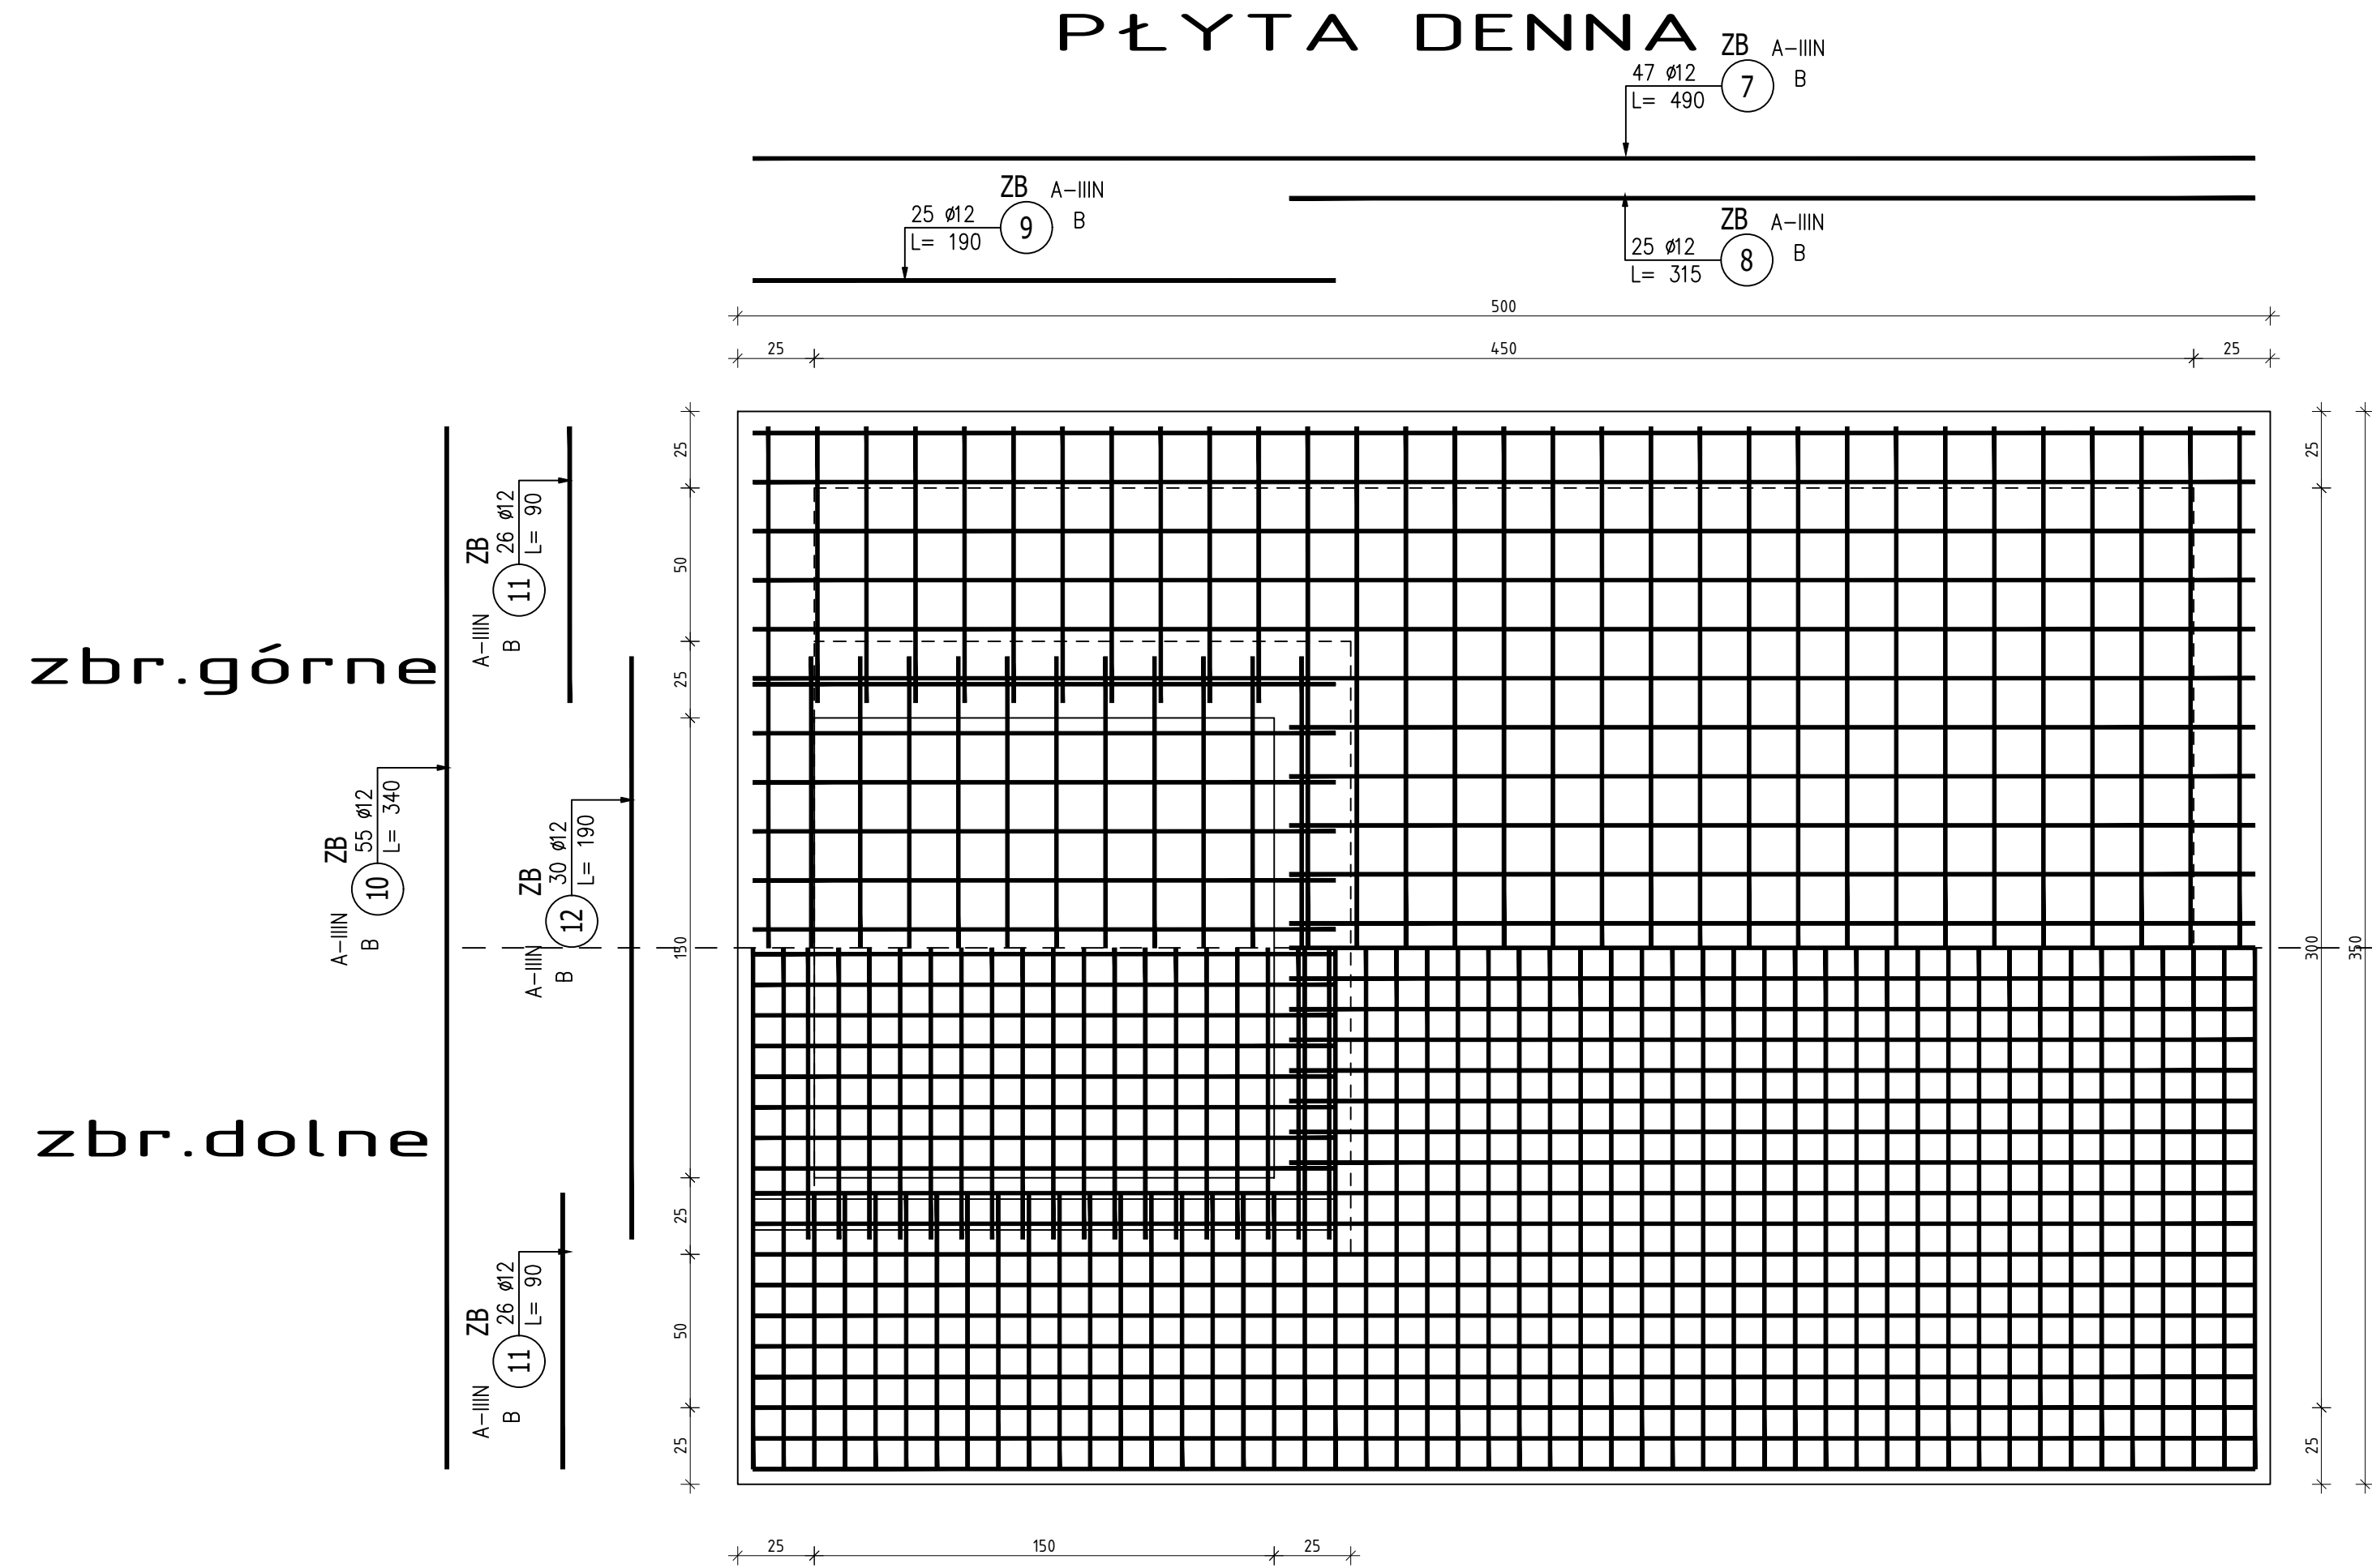 PŁYTA DENNA
ZB A-IIIN
47 ø12
7
B
L= 490
ZB A-IIIN
25 ø12
9
B
L= 190
ZB A-IIIN
25 ø12
8
B
L= 315
500
25
450
25
25
50
25
150
25
50
25
25
300
25
350
ZB
26 ø12
L= 90
11
A-IIIN
B
zbr.górne
ZB
55 ø12
L= 340
10
A-IIIN
B
ZB
30 ø12
L= 190
12
A-IIIN
B
zbr.dolne
ZB
26 ø12
L= 90
11
A-IIIN
B
25
150
25